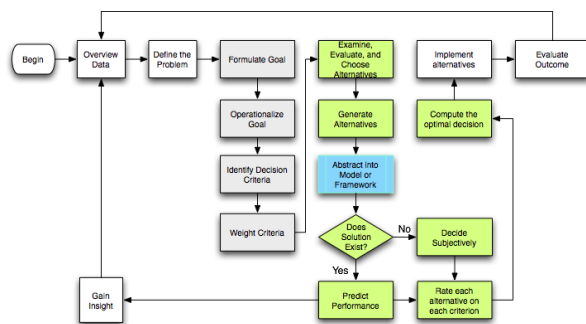 Begin
Overview
Data
Define the
Problem
Formulate Goal
Operationalize
Goal
Identify Decision
Criteria
Weight Criteria
Examine,
Evaluate, and
Choose Alternatives
Generate
Alternatives
Abstract into
Model or
Framework
Does
Solution
Exist?
No
Yes
Decide
Subjectively
Predict
Performance
Rate each
alternative on
each criterion
Compute the
optimal decision
Implement
alternatives
Evaluate
Outcome
Gain
Insight